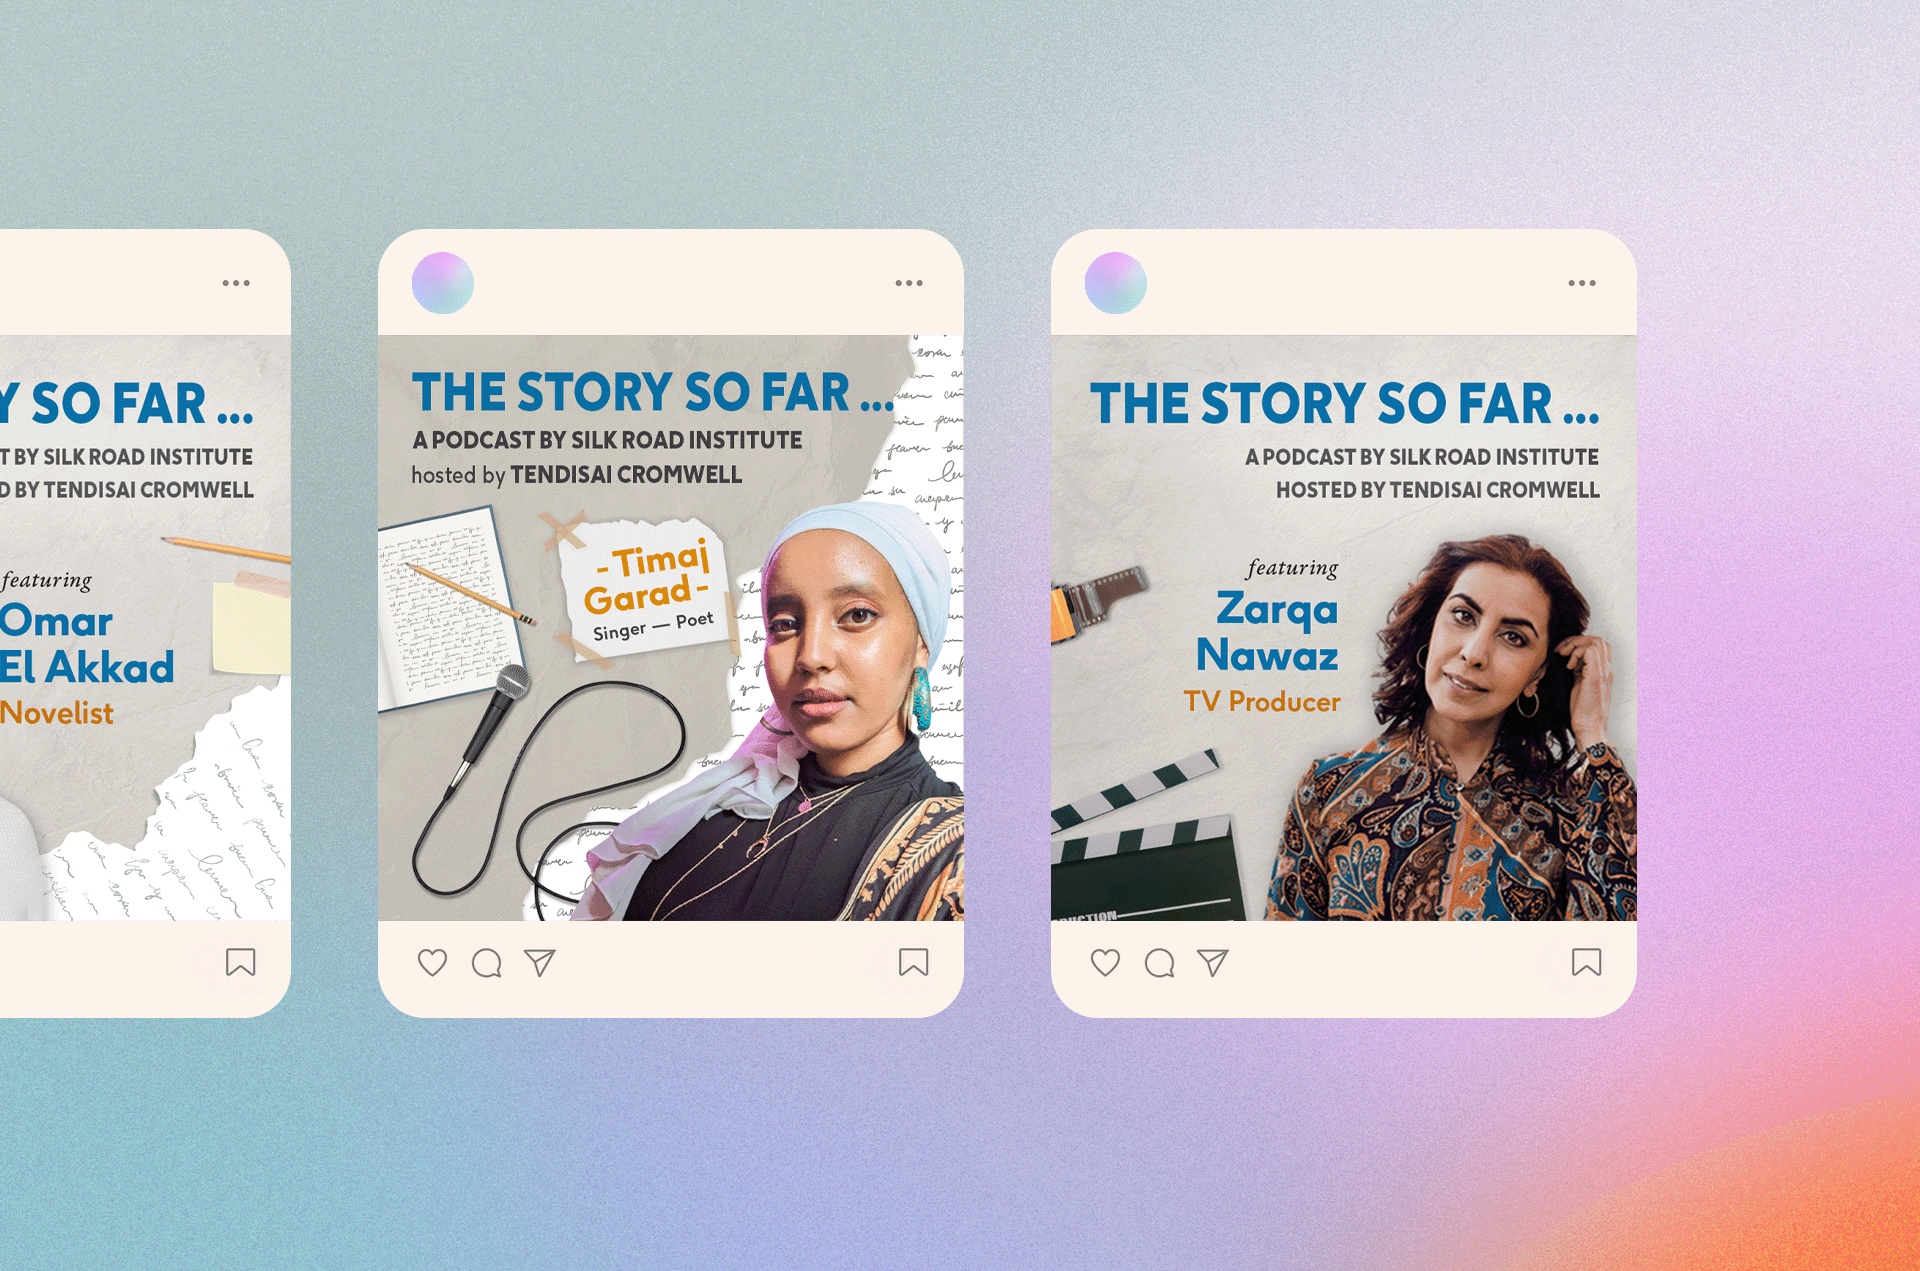 Y SO FAR ...
T BY SILK ROAD INSTITUTE
D BY TENDISAI CROMWELL
featuring
Omar
El Akkad
Novelist
THE STORY SO FAR ...
A PODCAST BY SILK ROAD INSTITUTE
hosted by TENDISAI CROMWELL
- Timaj
Garad -
Singer — Poet
THE STORY SO FAR ...
A PODCAST BY SILK ROAD INSTITUTE
HOSTED BY TENDISAI CROMWELL
featuring
Zarqa
Nawaz
TV Producer
DUCTION